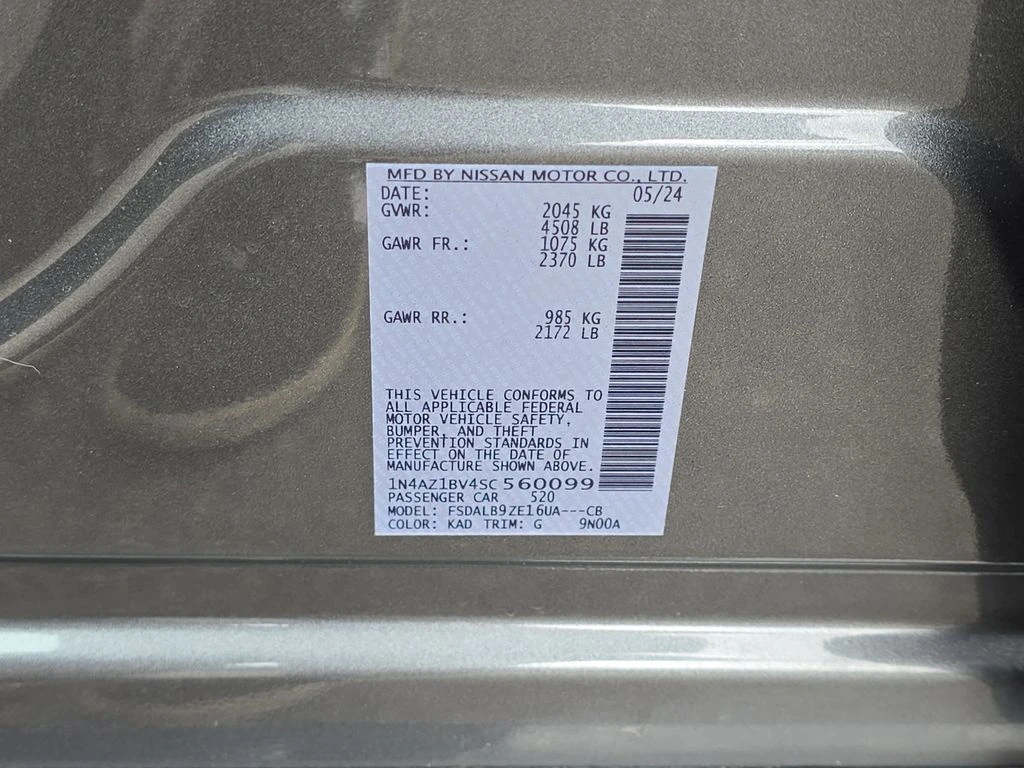 MFD BY NISSAN MOTOR CO., LTD.
DATE: 05/24
GVWR: 2045 KG
4508 LB
GAWR FR.: 1075 KG
2370 LB
GAWR RR.: 985 KG
2172 LB
THIS VEHICLE CONFORMS TO
ALL APPLICABLE FEDERAL
MOTOR VEHICLE SAFETY,
BUMPER, AND THEFT
PREVENTION STANDARDS IN
EFFECT ON THE DATE OF
MANUFACTURE SHOWN ABOVE.
1N4AZ1BV4SC560099
PASSENGER CAR 520
MODEL: FSDALB9ZE16UA---CB
COLOR: KAD TRIM: G 9N00A